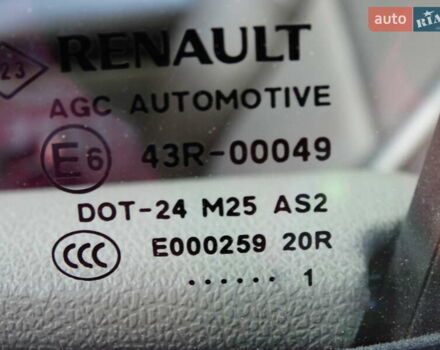 auto RIA
23 RENAULT
AGC AUTOMOTIVE
E6 43R-00049
DOT-24 M25 AS2
CCC E000259 20R
...... 1